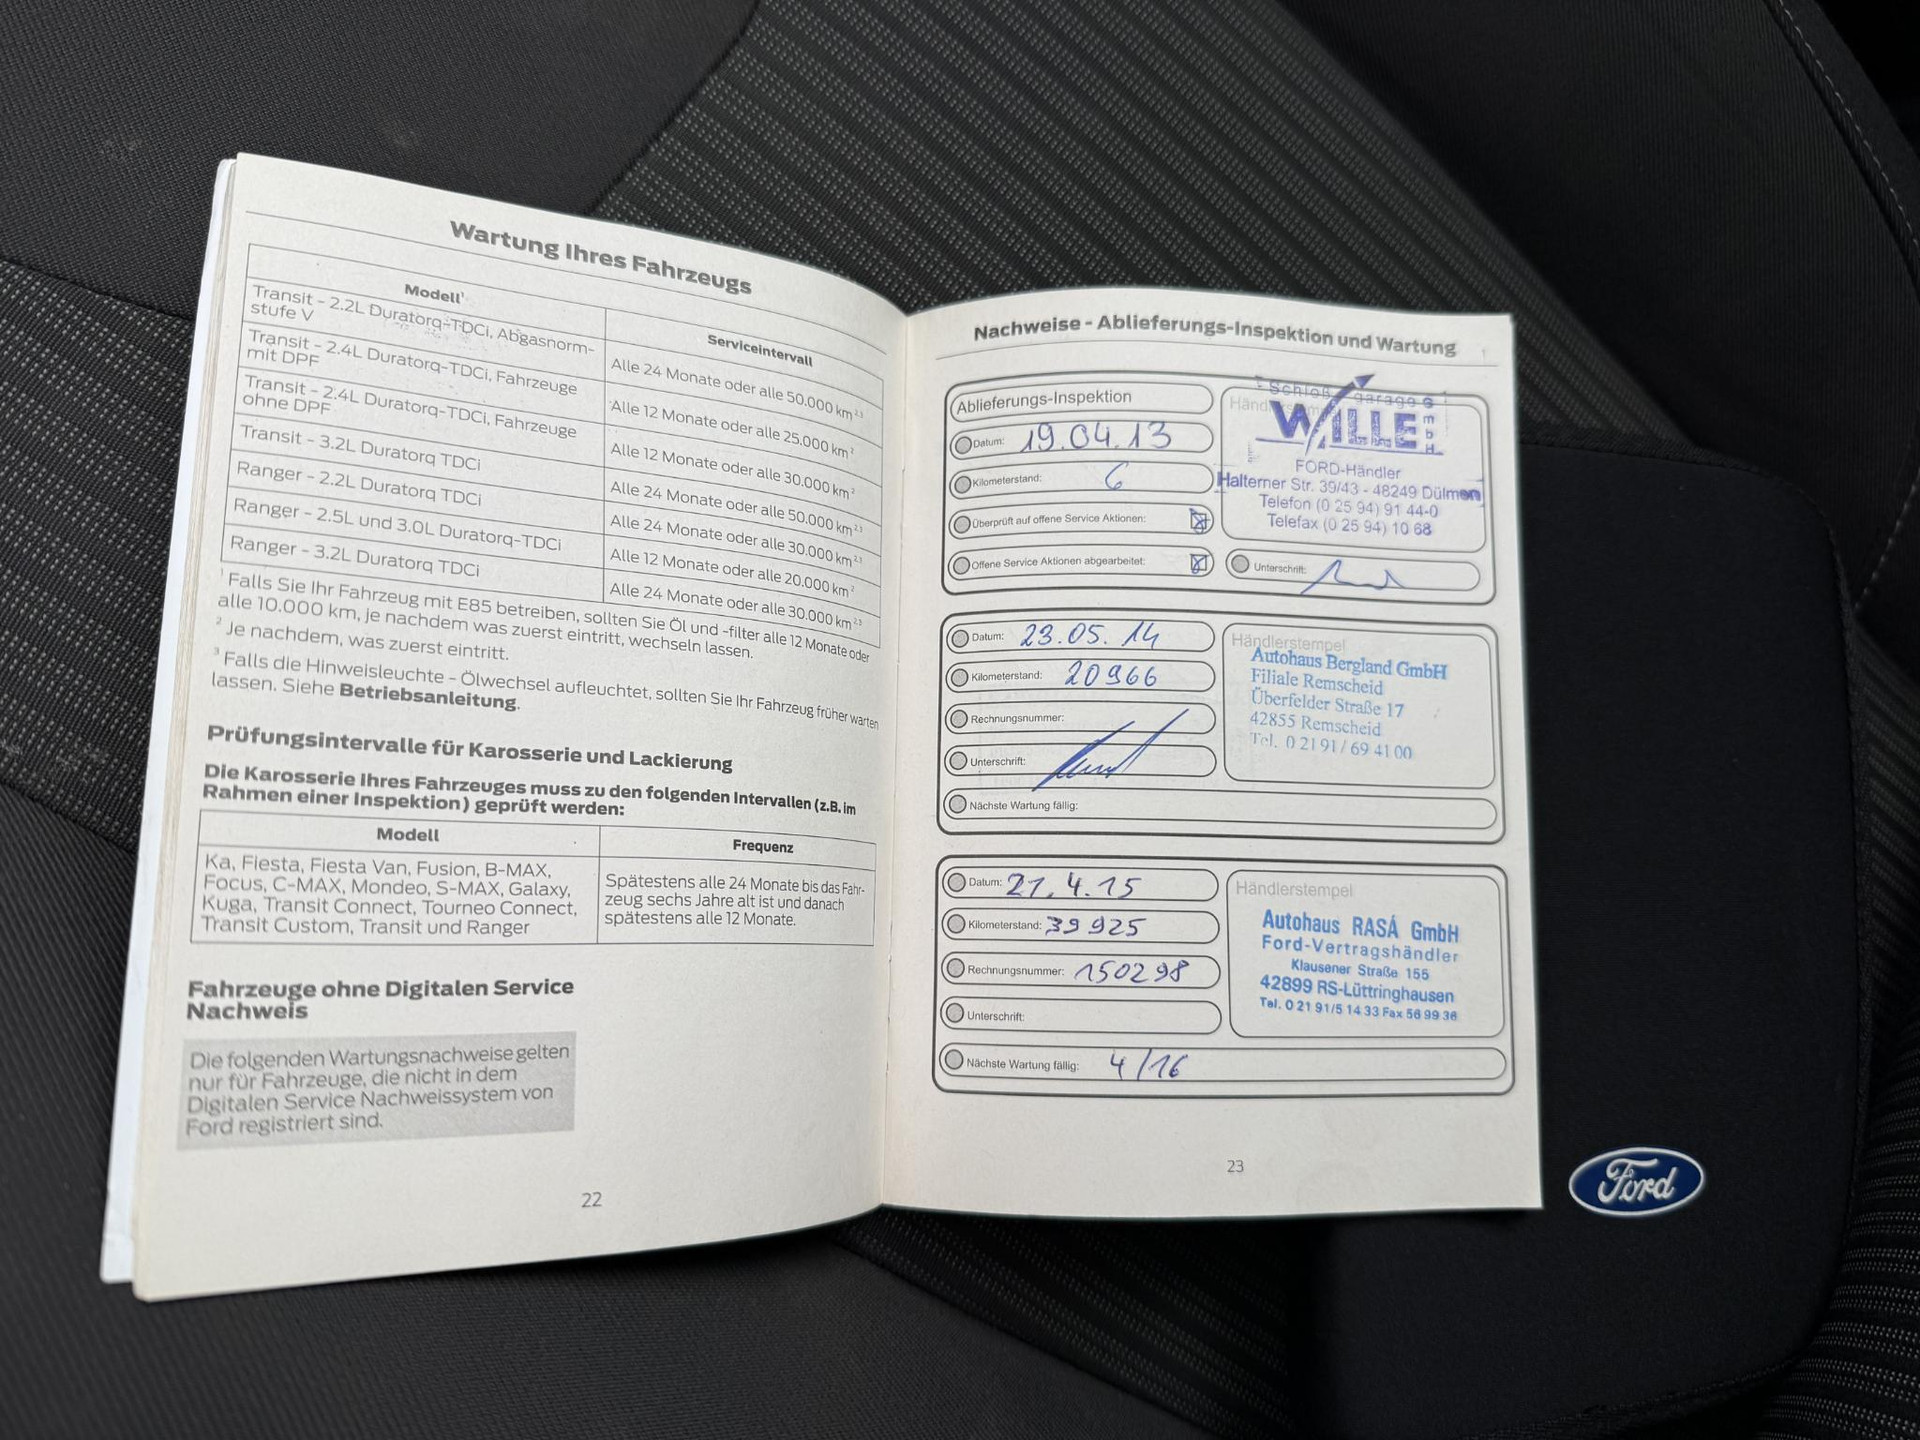 Wartung Ihres Fahrzeugs
Modell¹
Serviceintervall
Transit - 2.2L Duratorq-TDCi, Abgasnorm-
stufe V
Alle 24 Monate oder alle 50.000 km ²,³
Transit - 2.4L Duratorq-TDCi, Fahrzeuge
mit DPF
Alle 12 Monate oder alle 25.000 km ²
Transit - 2.4L Duratorq-TDCi, Fahrzeuge
ohne DPF
Alle 12 Monate oder alle 30.000 km ²
Transit - 3.2L Duratorq TDCi
Alle 24 Monate oder alle 50.000 km ²,³
Ranger - 2.2L Duratorq TDCi
Alle 24 Monate oder alle 30.000 km ²,³
Ranger - 2.5L und 3.0L Duratorq-TDCi
Alle 12 Monate oder alle 20.000 km ²
Ranger - 3.2L Duratorq TDCi
Alle 24 Monate oder alle 30.000 km ²,³
¹ Falls Sie Ihr Fahrzeug mit E85 betreiben, sollten Sie Öl und -filter alle 12 Monate oder
alle 10.000 km, je nachdem was zuerst eintritt, wechseln lassen.
² Je nachdem, was zuerst eintritt.
³ Falls die Hinweisleuchte - Ölwechsel aufleuchtet, sollten Sie Ihr Fahrzeug früher warten
lassen. Siehe Betriebsanleitung.
Prüfungsintervalle für Karosserie und Lackierung
Die Karosserie Ihres Fahrzeuges muss zu den folgenden Intervallen (z.B. im
Rahmen einer Inspektion) geprüft werden:
Modell
Frequenz
Ka, Fiesta, Fiesta Van, Fusion, B-MAX,
Focus, C-MAX, Mondeo, S-MAX, Galaxy,
Kuga, Transit Connect, Tourneo Connect,
Transit Custom, Transit und Ranger
Spätestens alle 24 Monate bis das Fahr-
zeug sechs Jahre alt ist und danach
spätestens alle 12 Monate.
Fahrzeuge ohne Digitalen Service
Nachweis
Die folgenden Wartungsnachweise gelten
nur für Fahrzeuge, die nicht in dem
Digitalen Service Nachweissystem von
Ford registriert sind.
22
Nachweise - Ablieferungs-Inspektion und Wartung
Ablieferungs-Inspektion
Datum: 19.04.13
Kilometerstand: 6
Überprüft auf offene Service Aktionen:
Offene Service Aktionen abgearbeitet:
Schloßgarage GmbH
WILLE
FORD-Händler
Halterner Str. 39/43 - 48249 Dülmen
Telefon (0 25 94) 91 44-0
Telefax (0 25 94) 10 68
Unterschrift:
Datum: 23.05.14
Kilometerstand: 20966
Rechnungsnummer:
Unterschrift:
Nächste Wartung fällig:
Händlerstempel
Autohaus Bergland GmbH
Filiale Remscheid
Überfelder Straße 17
42855 Remscheid
Tel. 0 21 91 / 69 41 00
Datum: 21.4.15
Kilometerstand: 39925
Rechnungsnummer: 150298
Unterschrift:
Nächste Wartung fällig: 4/16
Händlerstempel
Autohaus RASÁ GmbH
Ford-Vertragshändler
Klausener Straße 155
42899 RS-Lüttringhausen
Tel. 0 21 91/5 14 33 Fax 56 99 36
23
Ford